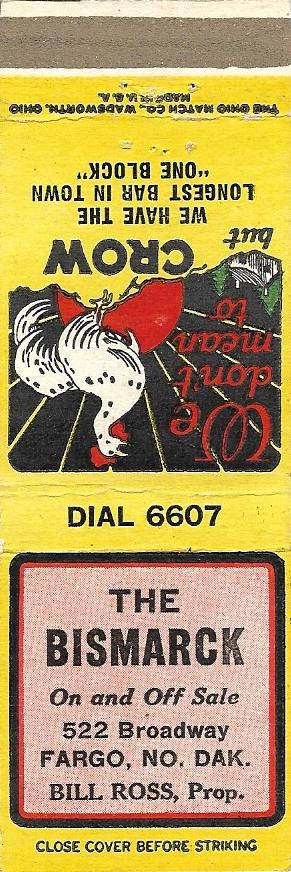 THE OHIO MATCH CO., WADSWORTH, OHIO
MADE IN U.S.A.
We
don't
mean
to
CROW
but
WE HAVE THE
LONGEST BAR IN TOWN
"ONE BLOCK"
DIAL 6607
THE
BISMARCK
On and Off Sale
522 Broadway
FARGO, NO. DAK.
BILL ROSS, Prop.
CLOSE COVER BEFORE STRIKING